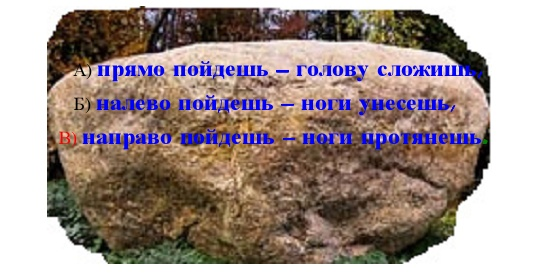 А) прямо пойдешь – голову сложишь,
Б) налево пойдешь – ноги унесешь,
В) направо пойдешь – ноги протянешь.